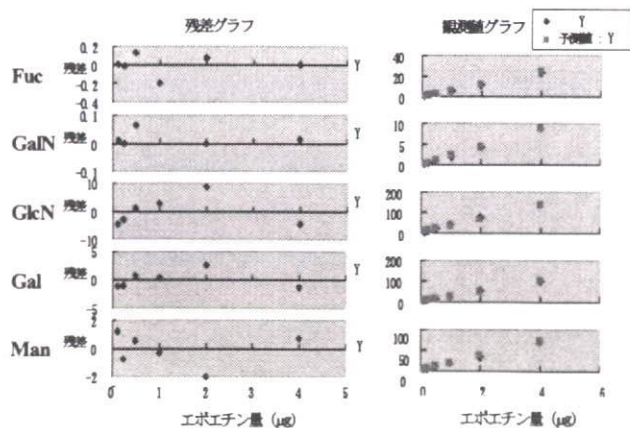 残差グラフ
観測値グラフ
Y
予測値 : Y
Fuc
残差
0.2
0
-0.2
-0.4
Y
40
20
0
GalN
残差
0.1
0
-0.1
Y
10
5
0
GlcN
残差
10
0
-10
Y
200
100
0
Gal
残差
5
0
-5
Y
200
100
0
Man
残差
2
0
-2
Y
100
50
0
0 1 2 3 4 5
0 2 4 6
エポエチン量 (μg)
エポエチン量 (μg)